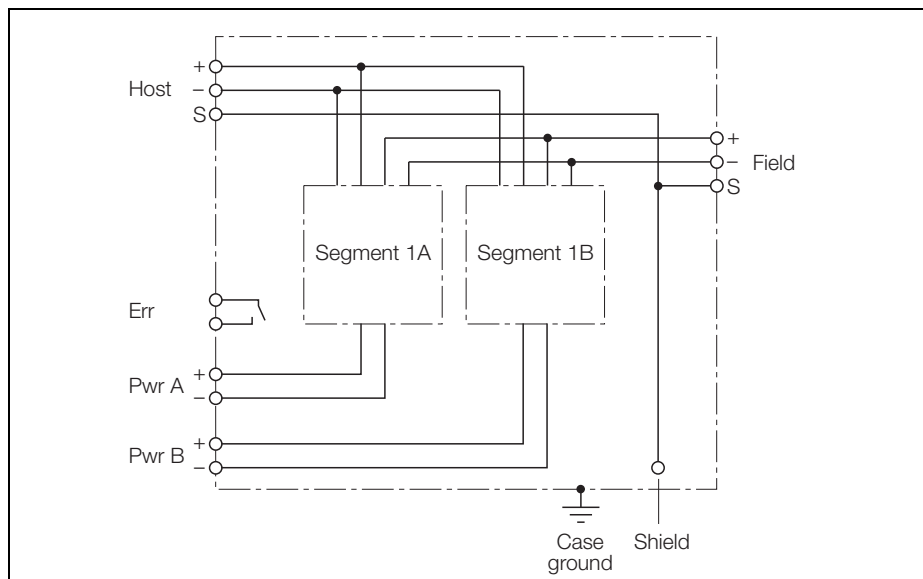 +
Host –
S
+
– Field
S
Segment 1A
Segment 1B
Err
+
Pwr A
–
+
Pwr B
–
Case
ground
Shield